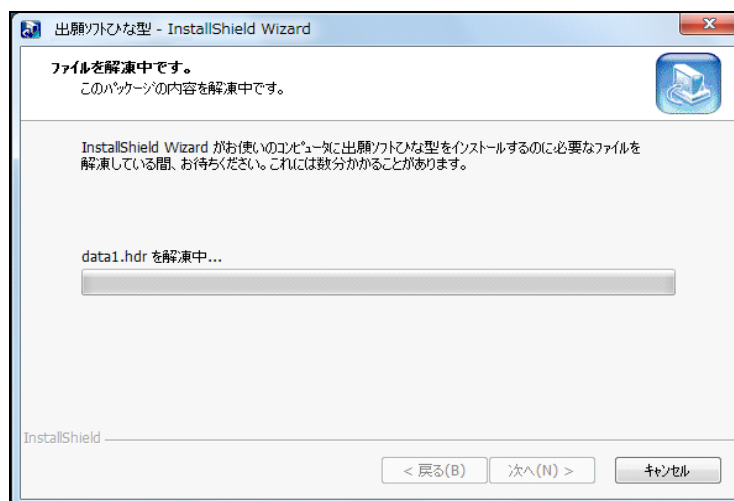 出願ｿﾌﾄひな型 - InstallShield Wizard
ﾌｧｲﾙを解凍中です。
このﾊﾟｯｹｰｼﾞの内容を解凍中です。
InstallShield Wizard がお使いのｺﾝﾋﾟｭｰﾀに出願ソフトひな型をインストールするのに必要なﾌｧｲﾙを
解凍している間、お待ちください。これには数分かかることがあります。
data1.hdr を解凍中...
InstallShield
< 戻る(B)
次へ(N) >
ｷｬﾝｾﾙ